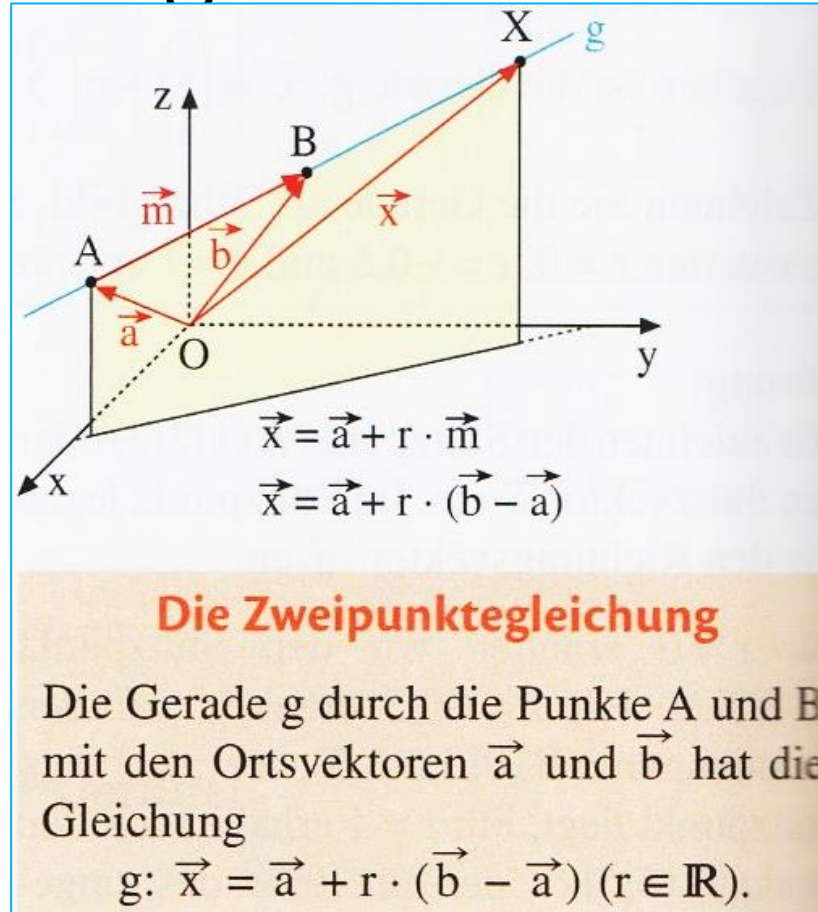 X
g
z
B
m⃗
x⃗
b⃗
A
a⃗
O
y
x
x⃗ = a⃗ + r · m⃗
x⃗ = a⃗ + r · (b⃗ − a⃗)
Die Zweipunktegleichung
Die Gerade g durch die Punkte A und B
mit den Ortsvektoren a⃗ und b⃗ hat die
Gleichung
g: x⃗ = a⃗ + r · (b⃗ − a⃗) (r ∈ ℝ).